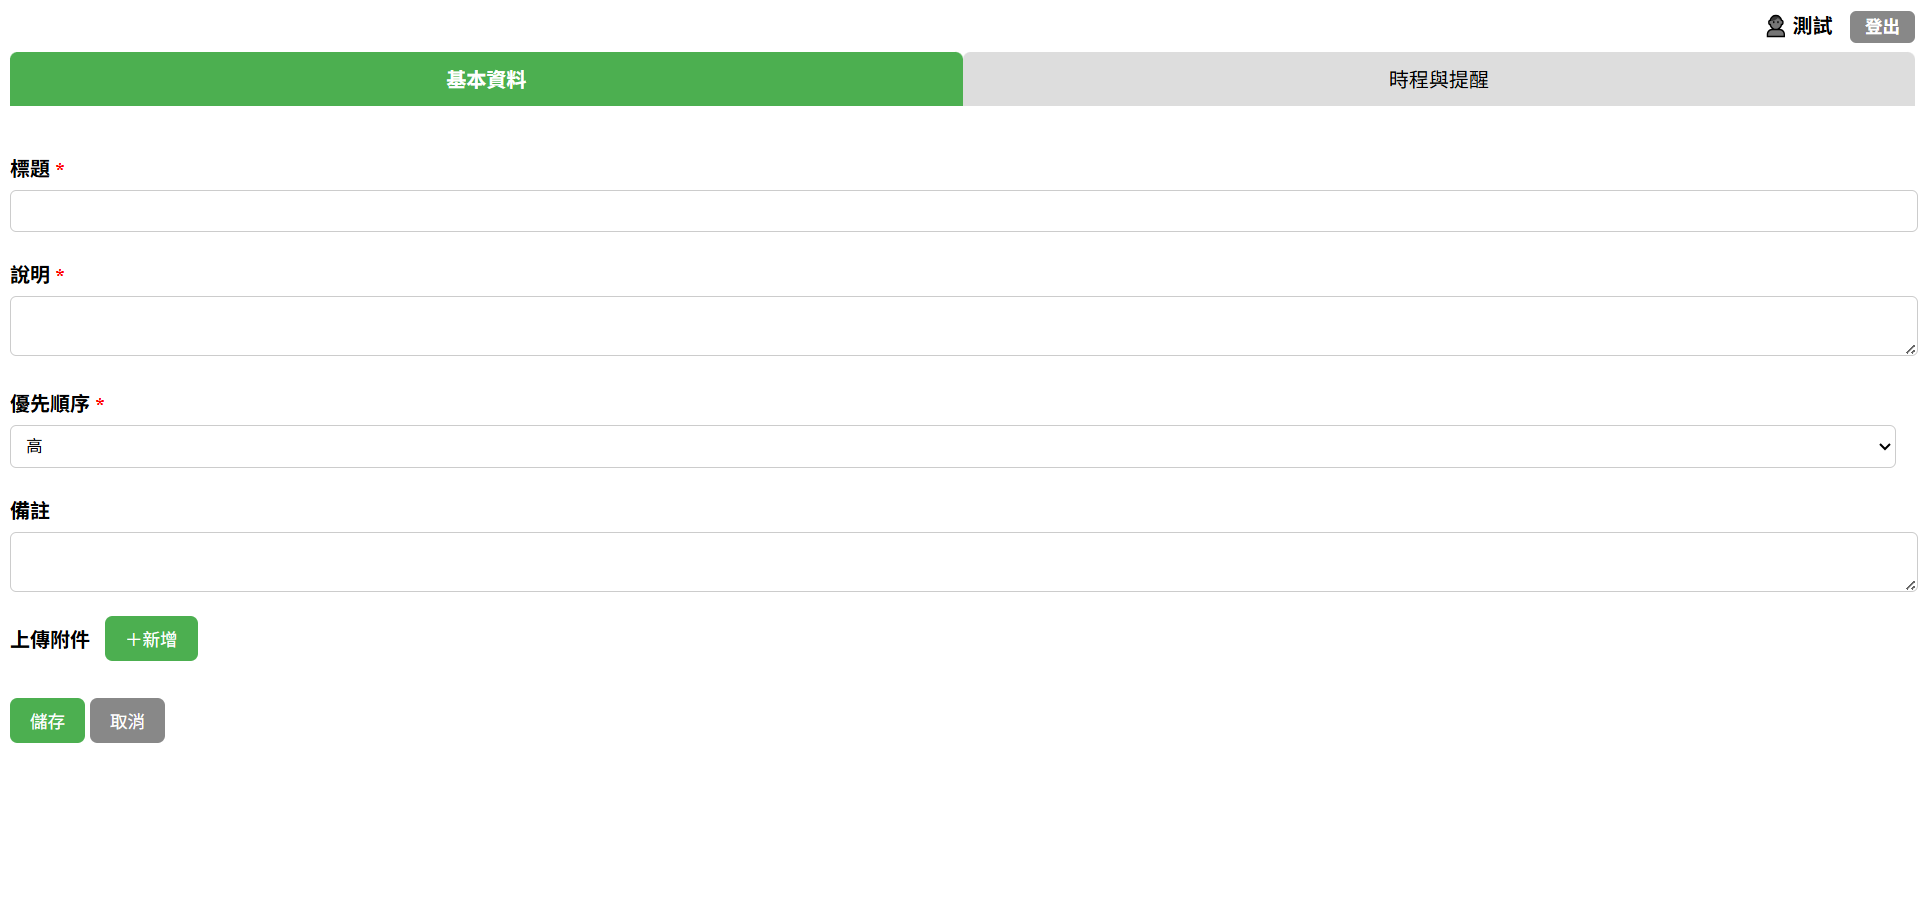 測試 登出
基本資料 時程與提醒
標題 *
說明 *
優先順序 *
高
備註
上傳附件 ＋新增
儲存 取消